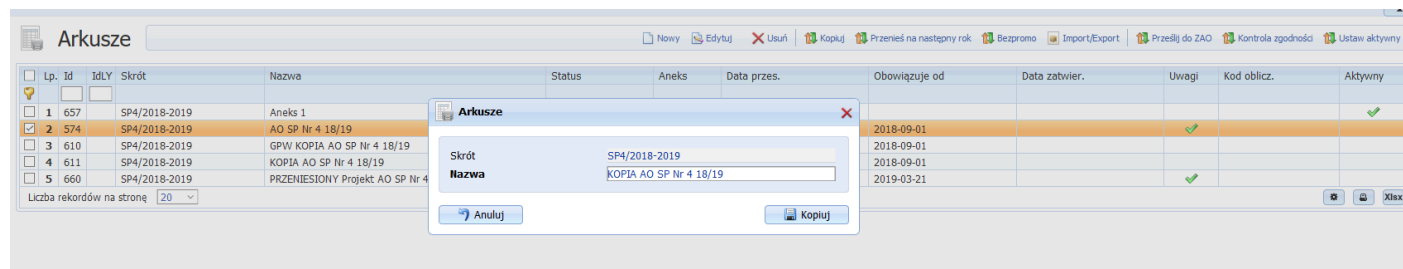 Arkusze
Nowy Edytuj Usuń Kopiuj Przenieś na następny rok Bezpromo Import/Export Prześlij do ZAO Kontrola zgodności Ustaw aktywny
Lp. Id IdLY Skrót Nazwa Status Aneks Data przes. Obowiązuje od Data zatwier. Uwagi Kod oblicz. Aktywny
1 657 SP4/2018-2019 Aneks 1
2 574 SP4/2018-2019 AO SP Nr 4 18/19 2018-09-01
3 610 SP4/2018-2019 GPW KOPIA AO SP Nr 4 18/19 2018-09-01
4 611 SP4/2018-2019 KOPIA AO SP Nr 4 18/19 2018-09-01
5 660 SP4/2018-2019 PRZENIESIONY Projekt AO SP Nr 4 2019-03-21
Liczba rekordów na stronę 20 Xlsx
Arkusze
Skrót SP4/2018-2019
Nazwa KOPIA AO SP Nr 4 18/19
Anuluj Kopiuj